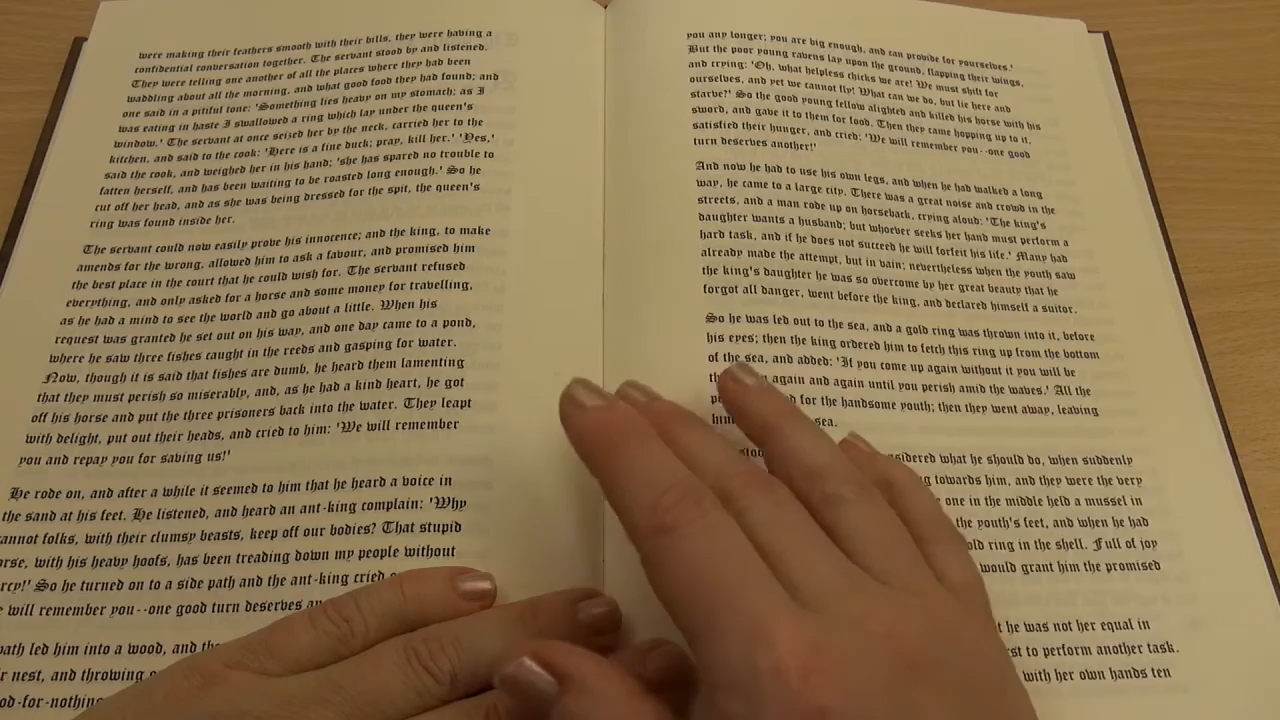 were making their feathers smooth with their bills, they were having a
confidential conversation together. The servant stood by and listened.
They were telling one another of all the places where they had been
waddling about all the morning, and what good food they had found; and
one said in a pitiful tone: 'Something lies heavy on my stomach; as I
was eating in haste I swallowed a ring which lay under the queen's
window.' The servant at once seized her by the neck, carried her to the
kitchen, and said to the cook: 'Here is a fine duck; pray, kill her.' 'Yes,'
said the cook, and weighed her in his hand; 'she has spared no trouble to
fatten herself, and has been waiting to be roasted long enough.' So he
cut off her head, and as she was being dressed for the spit, the queen's
ring was found inside her.
The servant could now easily prove his innocence; and the king, to make
amends for the wrong, allowed him to ask a favour, and promised him
the best place in the court that he could wish for. The servant refused
everything, and only asked for a horse and some money for travelling,
as he had a mind to see the world and go about a little. When his
request was granted he set out on his way, and one day came to a pond,
where he saw three fishes caught in the reeds and gasping for water.
Now, though it is said that fishes are dumb, he heard them lamenting
that they must perish so miserably, and, as he had a kind heart, he got
off his horse and put the three prisoners back into the water. They leapt
with delight, put out their heads, and cried to him: 'We will remember
you and repay you for saving us!'
He rode on, and after a while it seemed to him that he heard a voice in
the sand at his feet. He listened, and heard an ant-king complain: 'Why
cannot folks, with their clumsy beasts, keep off our bodies? That stupid
horse, with his heavy hoofs, has been treading down my people without
mercy!' So he turned on to a side path and the ant-king cried
will remember you--one good turn deserves
path led him into a wood, and
nest, and throwing
good-for-nothing
you any longer; you are big enough, and can provide for yourselves.'
But the poor young ravens lay upon the ground, flapping their wings,
and crying: 'Oh, what helpless chicks we are! We must shift for
ourselves, and yet we cannot fly! What can we do, but lie here and
starve?' So the good young fellow alighted and killed his horse with his
sword, and gave it to them for food. Then they came hopping up to it,
satisfied their hunger, and cried: 'We will remember you--one good
turn deserves another!'
And now he had to use his own legs, and when he had walked a long
way, he came to a large city. There was a great noise and crowd in the
streets, and a man rode up on horseback, crying aloud: 'The king's
daughter wants a husband; but whoever seeks her hand must perform a
hard task, and if he does not succeed he will forfeit his life.' Many had
already made the attempt, but in vain; nevertheless when the youth saw
the king's daughter he was so overcome by her great beauty that he
forgot all danger, went before the king, and declared himself a suitor.
So he was led out to the sea, and a gold ring was thrown into it, before
his eyes; then the king ordered him to fetch this ring up from the bottom
of the sea, and added: 'If you come up again without it you will be
again and again until you perish amid the waves.' All the
for the handsome youth; then they went away, leaving
him sea.
considered what he should do, when suddenly
towards him, and they were the very
one in the middle held a mussel in
the youth's feet, and when he had
gold ring in the shell. Full of joy
would grant him the promised
he was not her equal in
to perform another task.
with her own hands ten